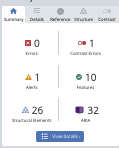 Summary Details Reference Structure Contrast
0 1
Errors Contrast Errors
1 10
Alerts Features
26 32
Structural Elements ARIA
View details ›